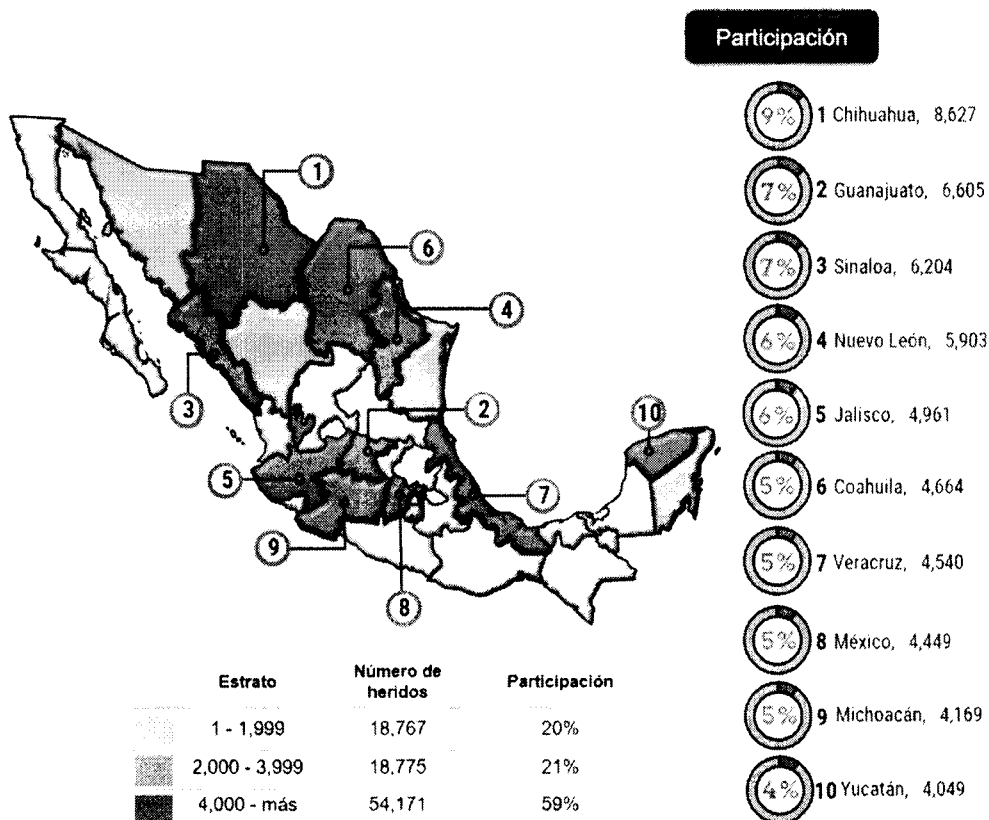 Participación
9% 1 Chihuahua, 8,627
7% 2 Guanajuato, 6,605
7% 3 Sinaloa, 6,204
6% 4 Nuevo León, 5,903
6% 5 Jalisco, 4,961
5% 6 Coahuila, 4,664
5% 7 Veracruz, 4,540
5% 8 México, 4,449
5% 9 Michoacán, 4,169
4% 10 Yucatán, 4,049
1
6
4
3
2
10
5
7
9
8
Estrato Número de heridos Participación
1 - 1,999 18,767 20%
2,000 - 3,999 18,775 21%
4,000 - más 54,171 59%